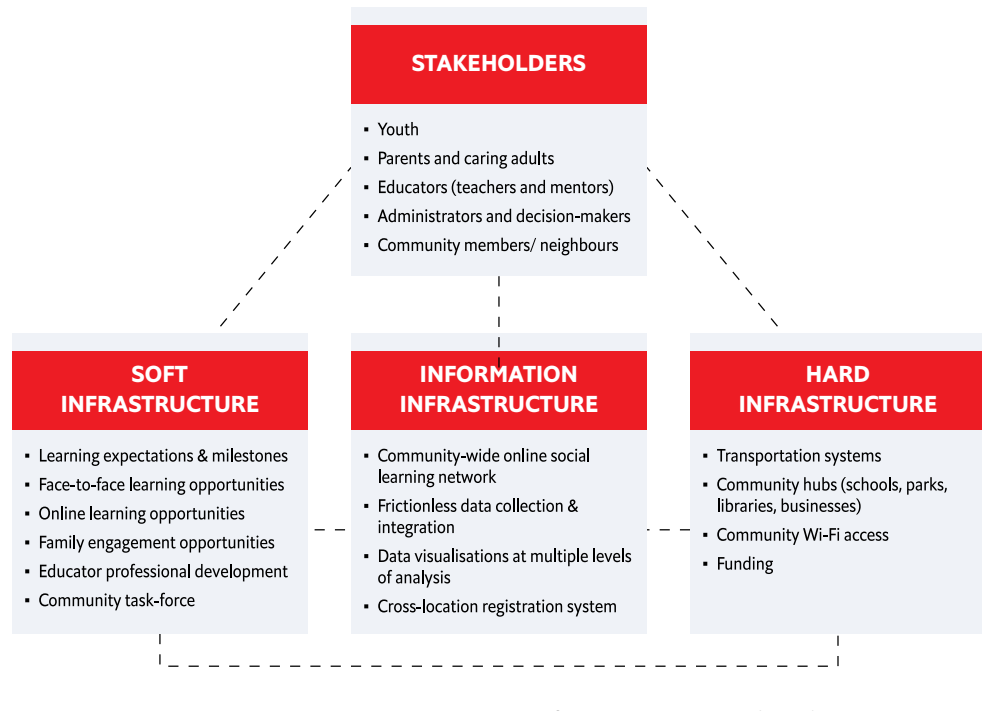 STAKEHOLDERS
▪ Youth
▪ Parents and caring adults
▪ Educators (teachers and mentors)
▪ Administrators and decision-makers
▪ Community members/ neighbours
SOFT
INFRASTRUCTURE
▪ Learning expectations & milestones
▪ Face-to-face learning opportunities
▪ Online learning opportunities
▪ Family engagement opportunities
▪ Educator professional development
▪ Community task-force
INFORMATION
INFRASTRUCTURE
▪ Community-wide online social
learning network
▪ Frictionless data collection &
integration
▪ Data visualisations at multiple levels
of analysis
▪ Cross-location registration system
HARD
INFRASTRUCTURE
▪ Transportation systems
▪ Community hubs (schools, parks,
libraries, businesses)
▪ Community Wi-Fi access
▪ Funding